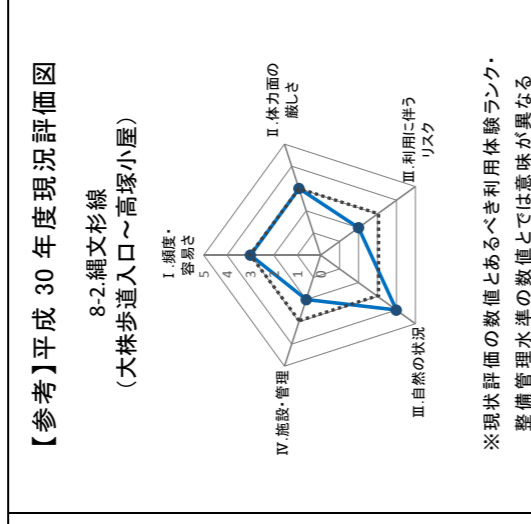 【参考】平成 30 年度現況評価図
8-2.縄文杉線
(大株歩道入口～高塚小屋)
Ⅰ.頻度・
容易さ
5
4
3
2
1
0
Ⅱ.体力面の
厳しさ
Ⅲ.利用に伴う
リスク
Ⅲ.自然の状況
Ⅳ.施設・管理
※現状評価の数値とあるべき利用体験ランク・
整備管理水準の数値とでは意味が異なる